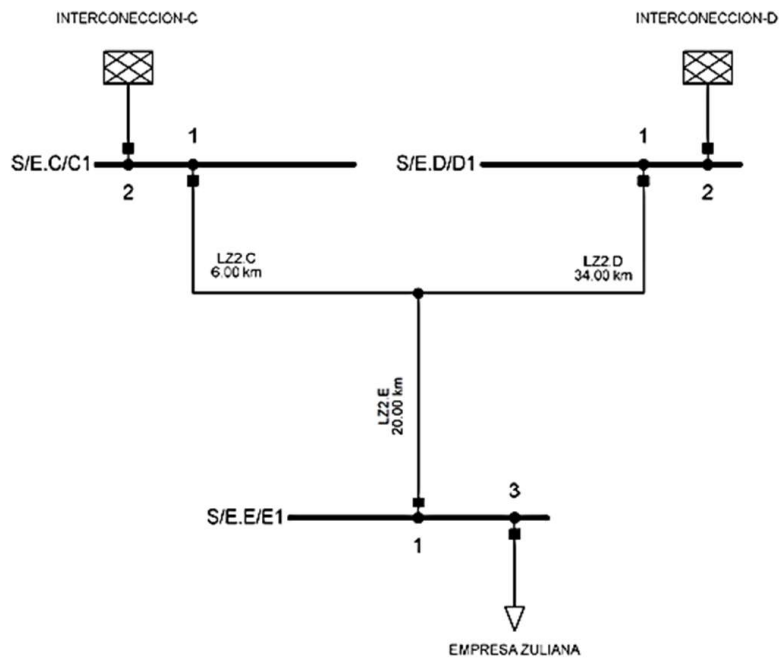 INTERCONECCION-C
INTERCONECCION-D
1
1
S/E.C/C1
S/E.D/D1
2
2
LZ2.C
6.00 km
LZ2.D
34.00 km
LZ2.E
20.00 km
3
S/E.E/E1
1
EMPRESA ZULIANA